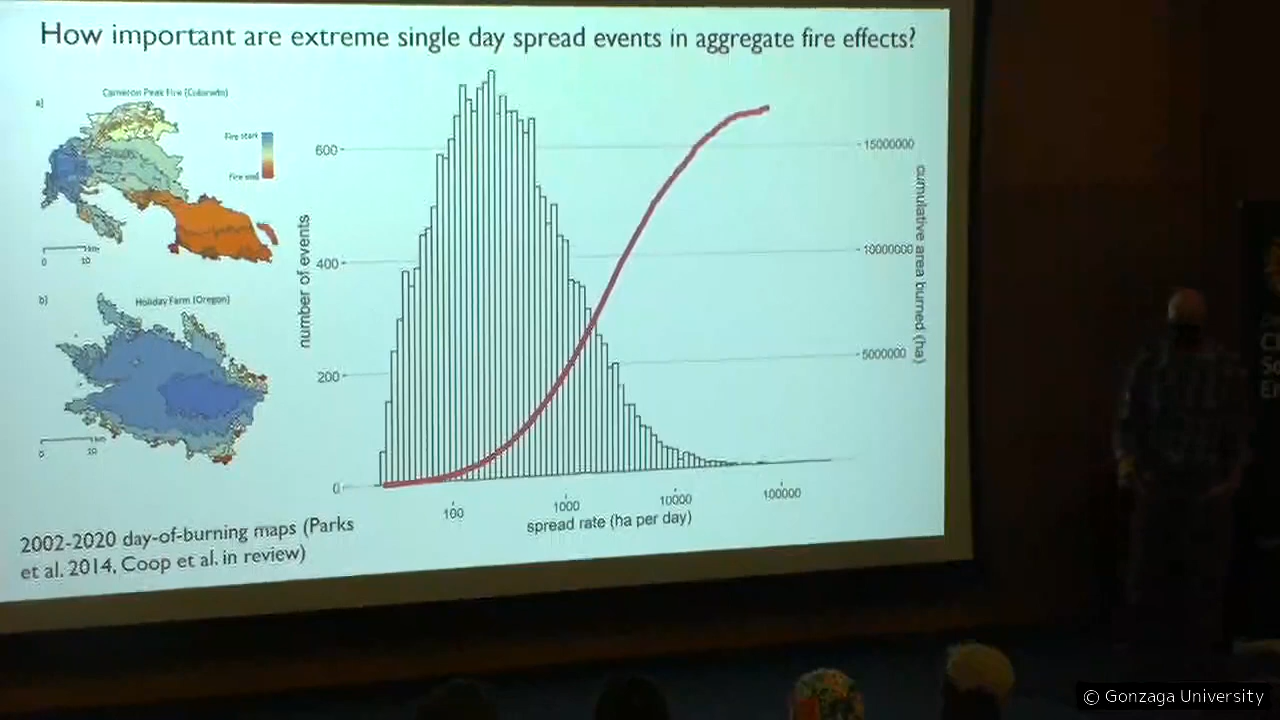 How important are extreme single day spread events in aggregate fire effects?
a)
Cameron Peak Fire (Colorado)
Fire start
Fire end
km
0 10
b)
Holiday Farm (Oregon)
km
0 10
2002-2020 day-of-burning maps (Parks
et al. 2014, Coop et al. in review)
number of events
600
400
200
0
100 1000 10000 100000
spread rate (ha per day)
15000000
10000000
5000000
cumulative area burned (ha)
© Gonzaga University